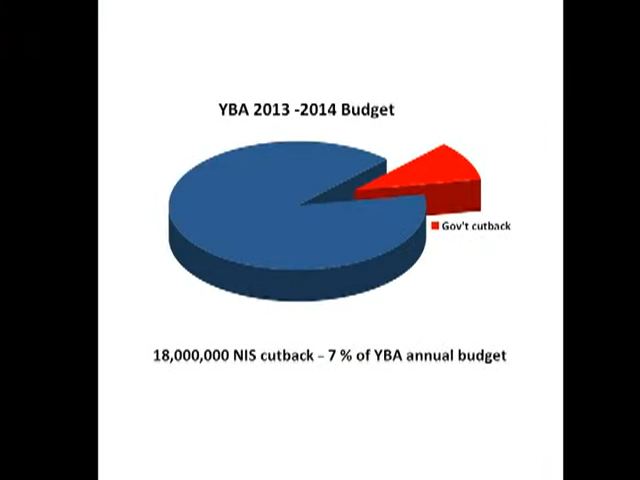 YBA 2013 -2014 Budget
Gov't cutback
18,000,000 NIS cutback – 7 % of YBA annual budget